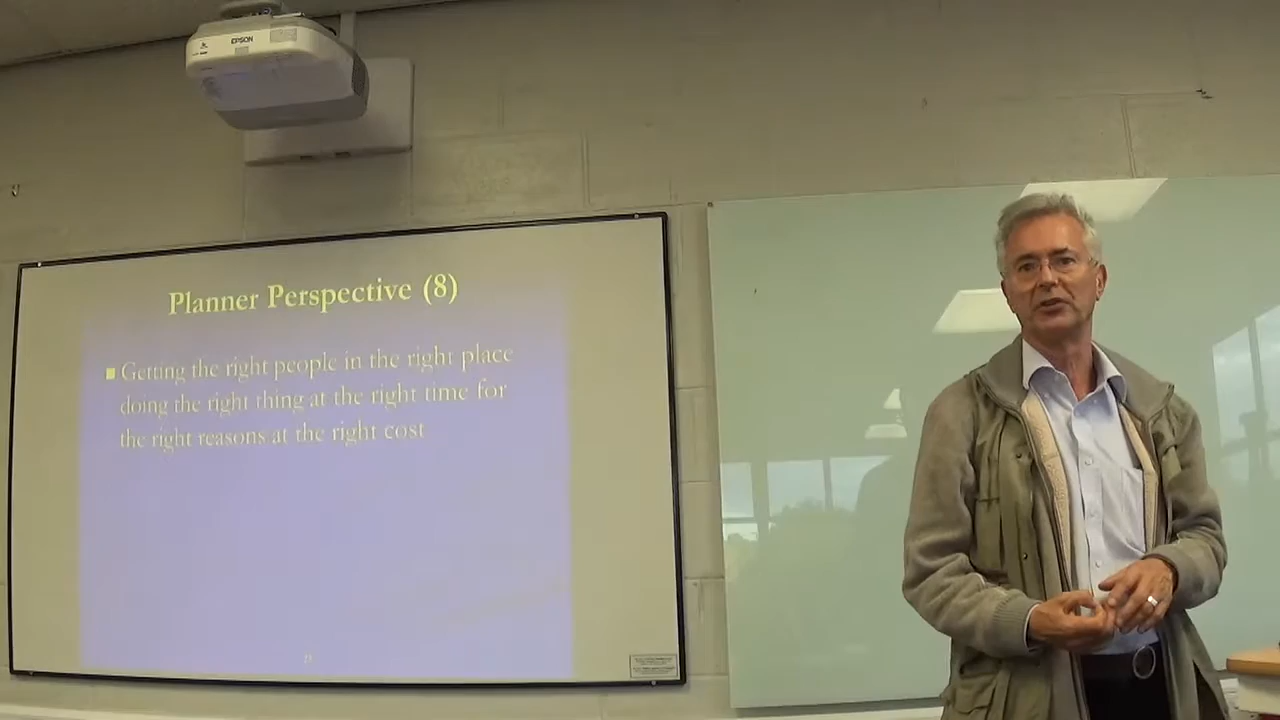 EPSON
Planner Perspective (8)
Getting the right people in the right place
doing the right thing at the right time for
the right reasons at the right cost